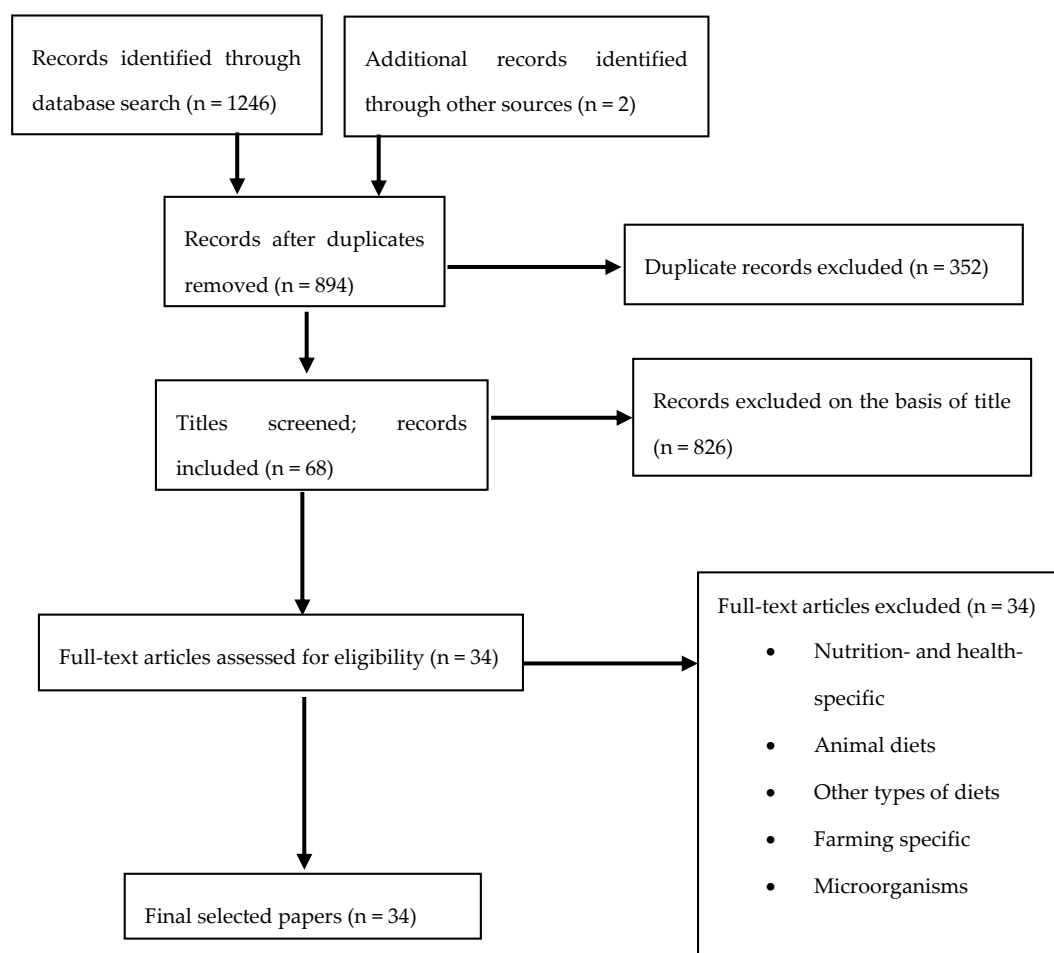 Records identified through
database search (n = 1246)
Additional records identified
through other sources (n = 2)
Records after duplicates
removed (n = 894)
Duplicate records excluded (n = 352)
Titles screened; records
included (n = 68)
Records excluded on the basis of title
(n = 826)
Full-text articles assessed for eligibility (n = 34)
Full-text articles excluded (n = 34)
• Nutrition- and health-
specific
• Animal diets
• Other types of diets
• Farming specific
• Microorganisms
Final selected papers (n = 34)